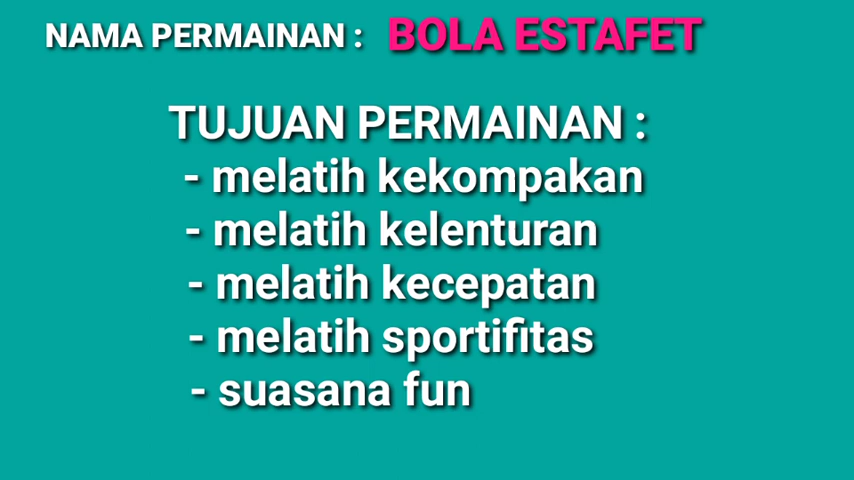 NAMA PERMAINAN : BOLA ESTAFET
TUJUAN PERMAINAN :
- melatih kekompakan
- melatih kelenturan
- melatih kecepatan
- melatih sportifitas
- suasana fun